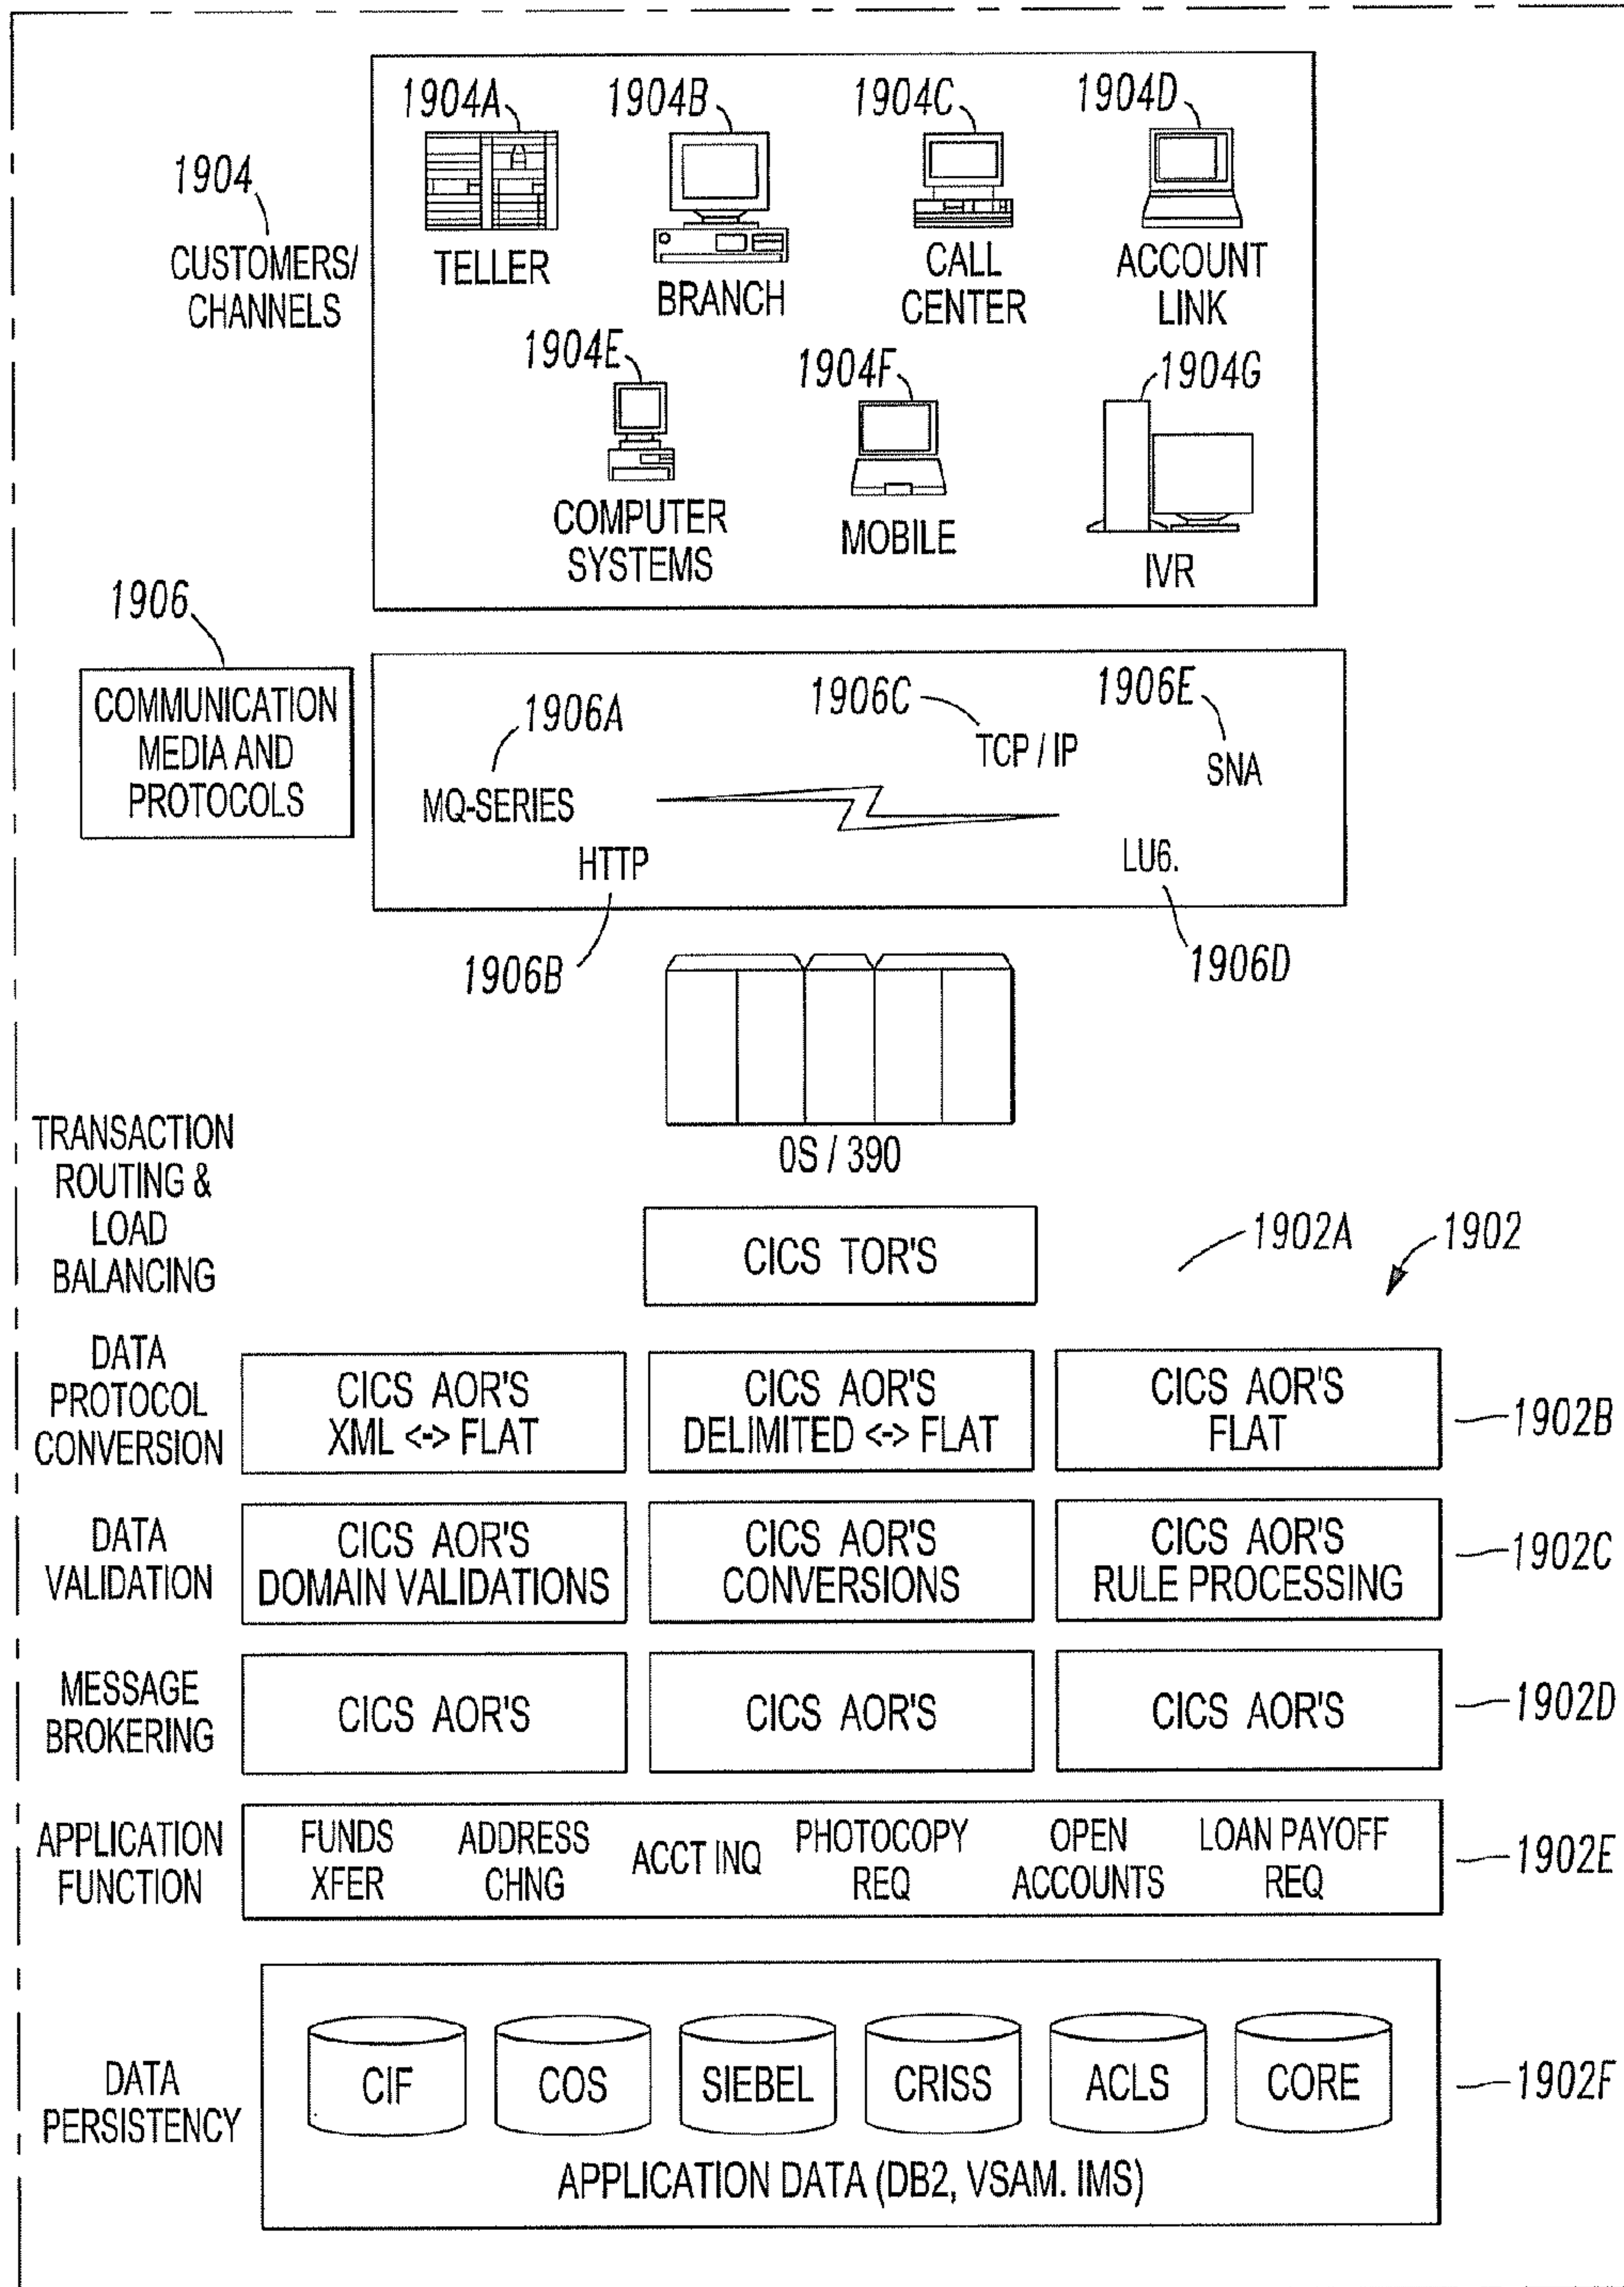 1904A
1904B
1904C
1904D
1904
CUSTOMERS/
CHANNELS
TELLER
BRANCH
CALL
CENTER
ACCOUNT
LINK
1904E
1904F
1904G
COMPUTER
SYSTEMS
MOBILE
IVR
1906
COMMUNICATION
MEDIA AND
PROTOCOLS
1906A
1906C
1906E
MQ-SERIES
TCP / IP
SNA
HTTP
LU6.
1906B
1906D
OS / 390
TRANSACTION
ROUTING &
LOAD
BALANCING
CICS TOR'S
1902A
1902
DATA
PROTOCOL
CONVERSION
CICS AOR'S
XML <-> FLAT
CICS AOR'S
DELIMITED <-> FLAT
CICS AOR'S
FLAT
1902B
DATA
VALIDATION
CICS AOR'S
DOMAIN VALIDATIONS
CICS AOR'S
CONVERSIONS
CICS AOR'S
RULE PROCESSING
1902C
MESSAGE
BROKERING
CICS AOR'S
CICS AOR'S
CICS AOR'S
1902D
APPLICATION
FUNCTION
FUNDS
XFER
ADDRESS
CHNG
ACCT INQ
PHOTOCOPY
REQ
OPEN
ACCOUNTS
LOAN PAYOFF
REQ
1902E
DATA
PERSISTENCY
CIF
COS
SIEBEL
CRISS
ACLS
CORE
1902F
APPLICATION DATA (DB2, VSAM. IMS)